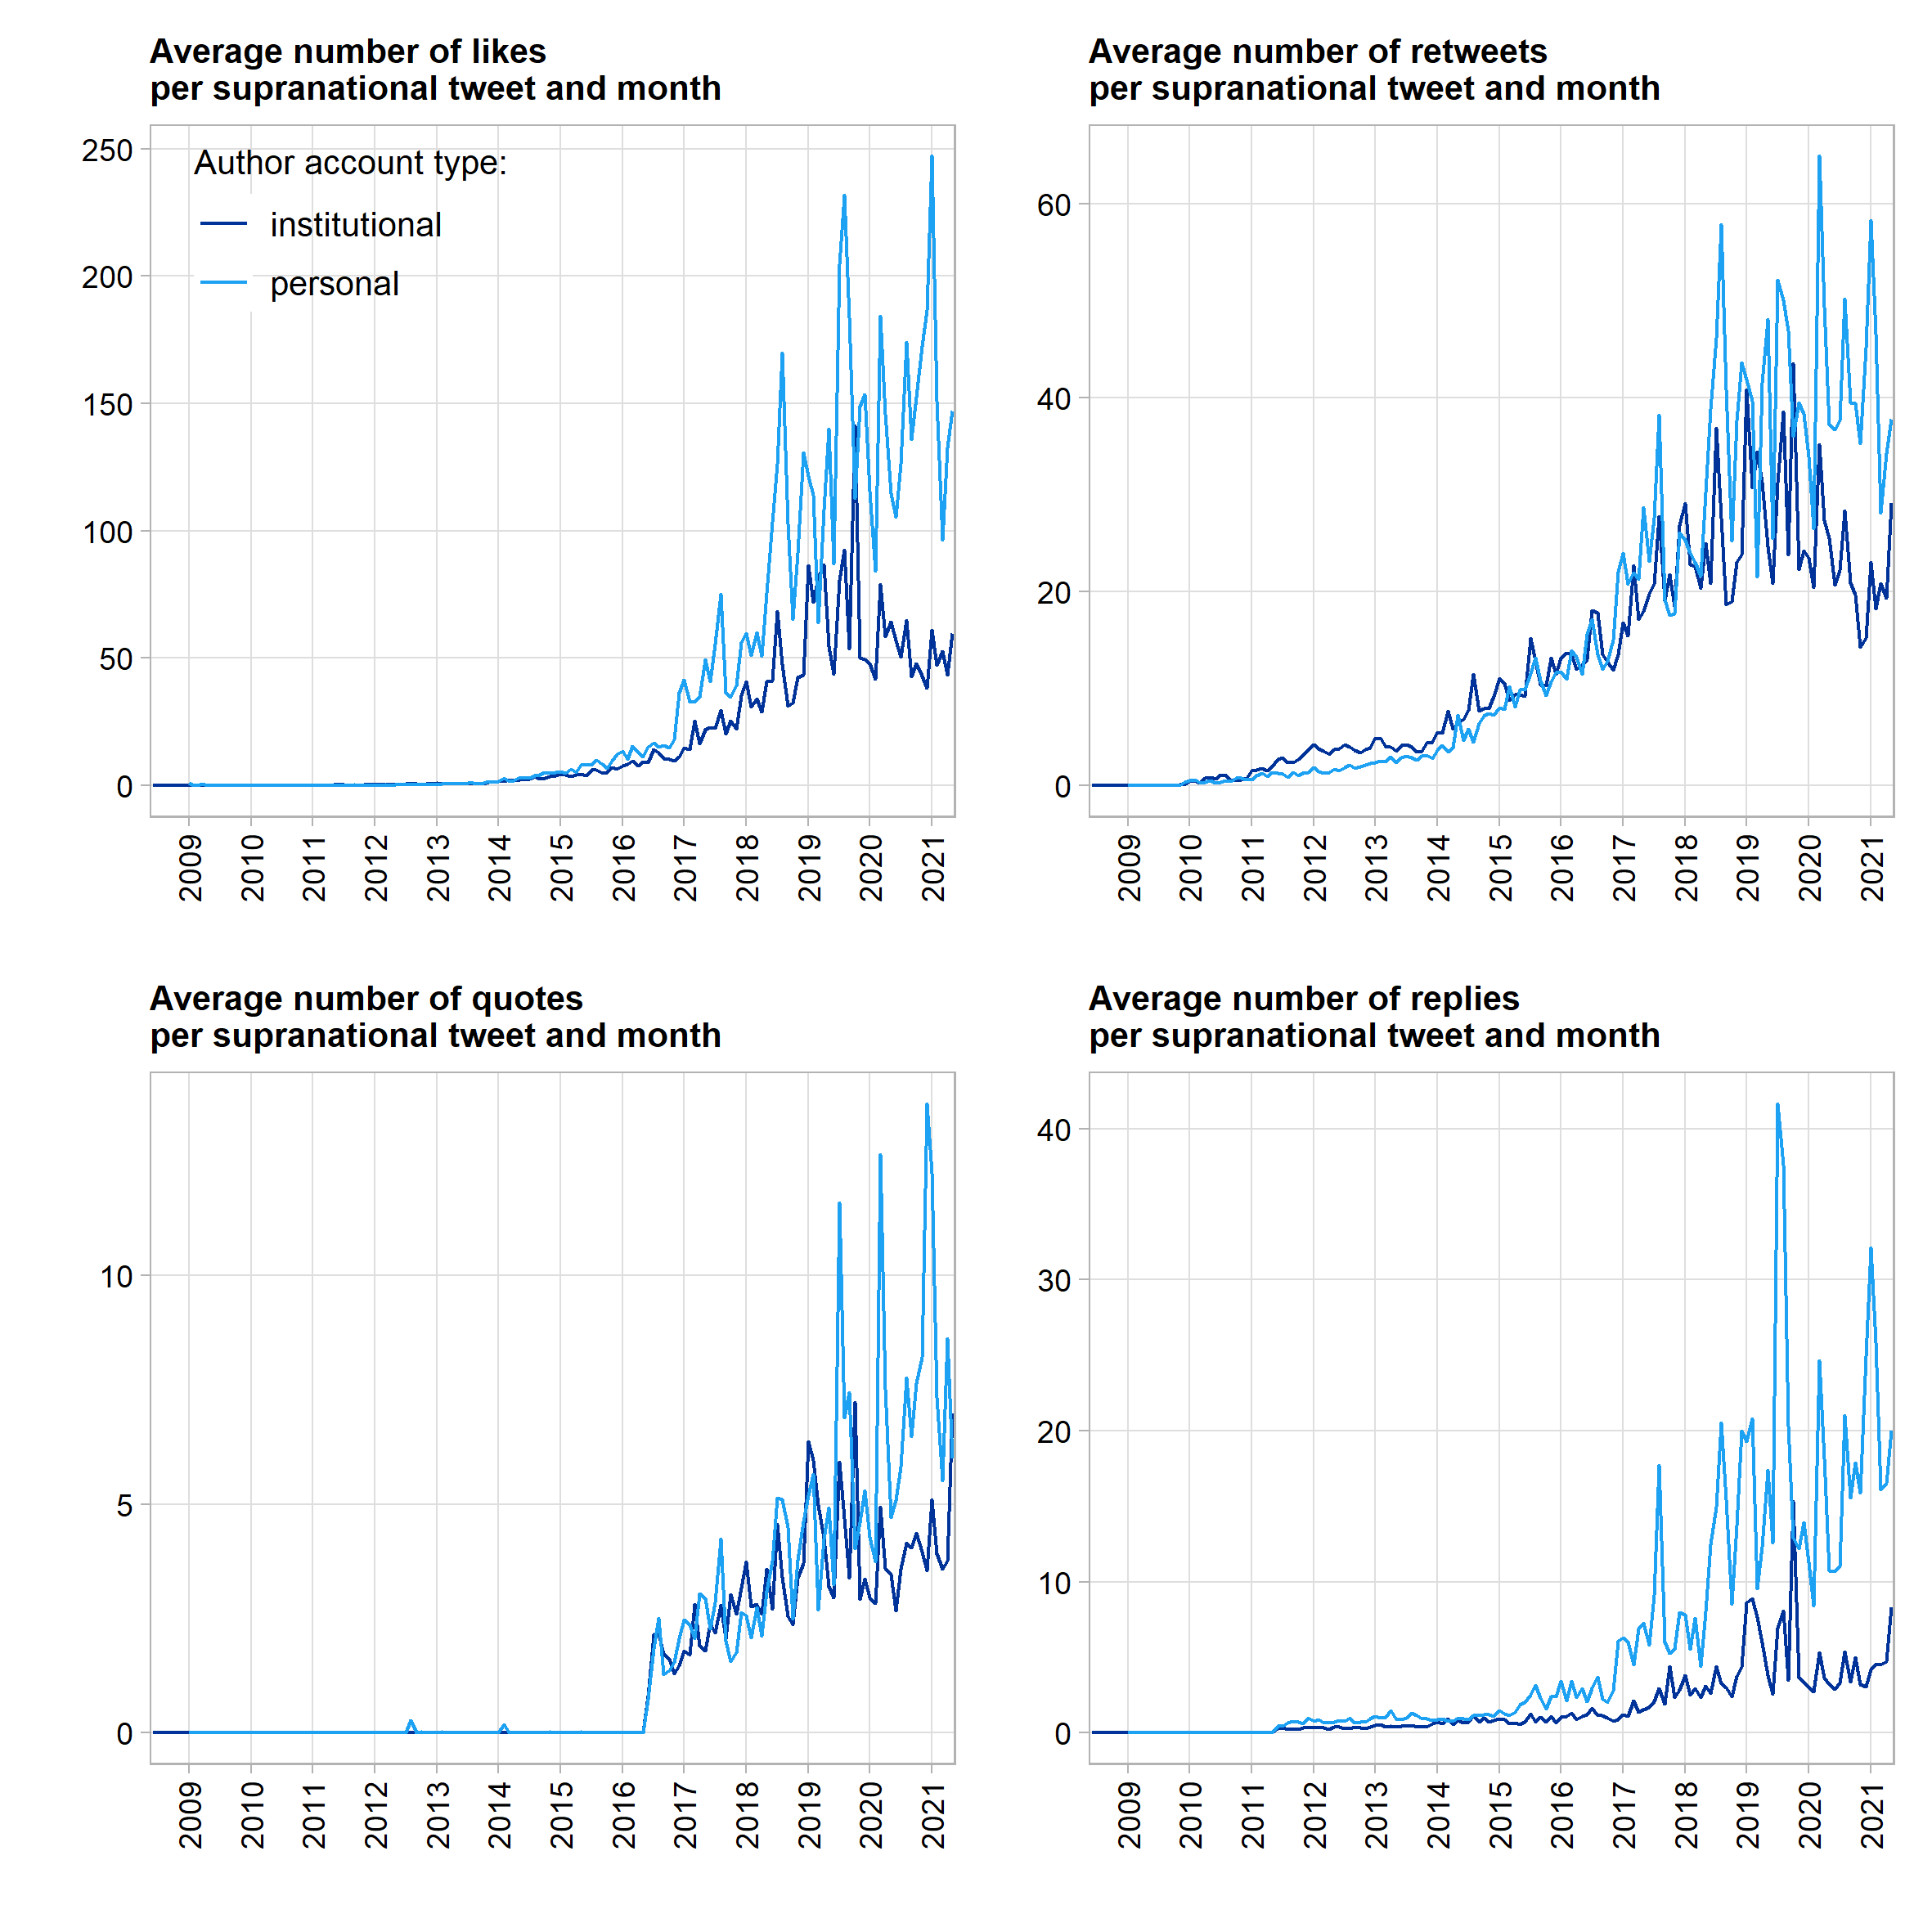 Average number of likes
per supranational tweet and month
250
200
150
100
50
0
Author account type:
institutional
personal
2009 2010 2011 2012 2013 2014 2015 2016 2017 2018 2019 2020 2021
Average number of retweets
per supranational tweet and month
60
40
20
0
2009 2010 2011 2012 2013 2014 2015 2016 2017 2018 2019 2020 2021
Average number of quotes
per supranational tweet and month
10
5
0
2009 2010 2011 2012 2013 2014 2015 2016 2017 2018 2019 2020 2021
Average number of replies
per supranational tweet and month
40
30
20
10
0
2009 2010 2011 2012 2013 2014 2015 2016 2017 2018 2019 2020 2021